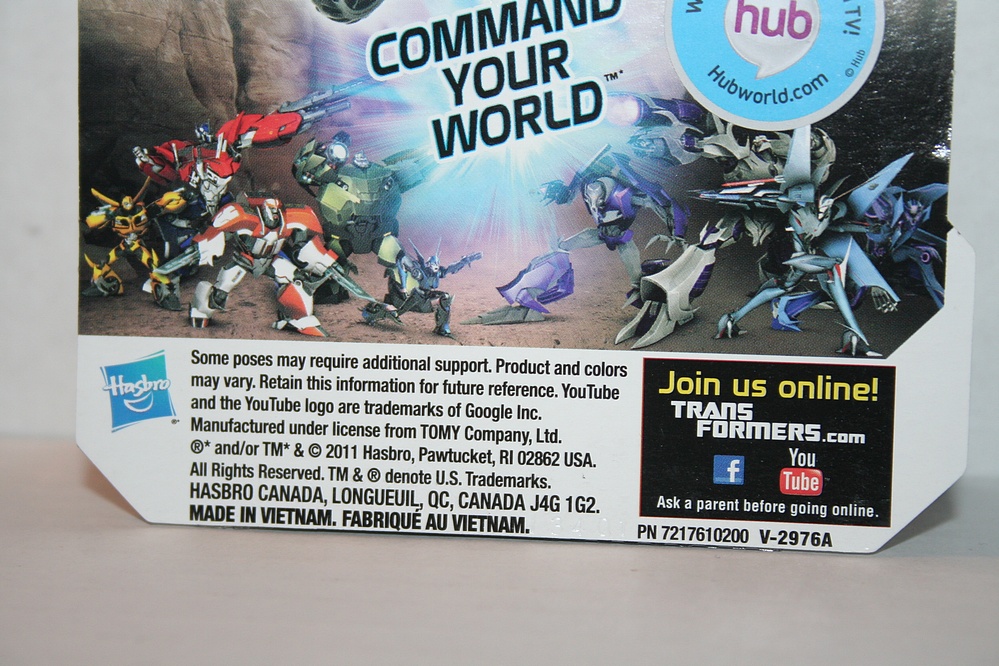 COMMAND
YOUR
WORLD™*
hub
TV!
Hubworld.com
© Hub
Hasbro
®*
Some poses may require additional support. Product and colors
may vary. Retain this information for future reference. YouTube
and the YouTube logo are trademarks of Google Inc.
Manufactured under license from TOMY Company, Ltd.
®* and/or TM* & © 2011 Hasbro, Pawtucket, RI 02862 USA.
All Rights Reserved. TM & ® denote U.S. Trademarks.
HASBRO CANADA, LONGUEUIL, QC, CANADA J4G 1G2.
MADE IN VIETNAM. FABRIQUÉ AU VIETNAM.
Join us online!
TRANS
FORMERS.com
f
You
Tube
Ask a parent before going online.
PN 7217610200 V-2976A